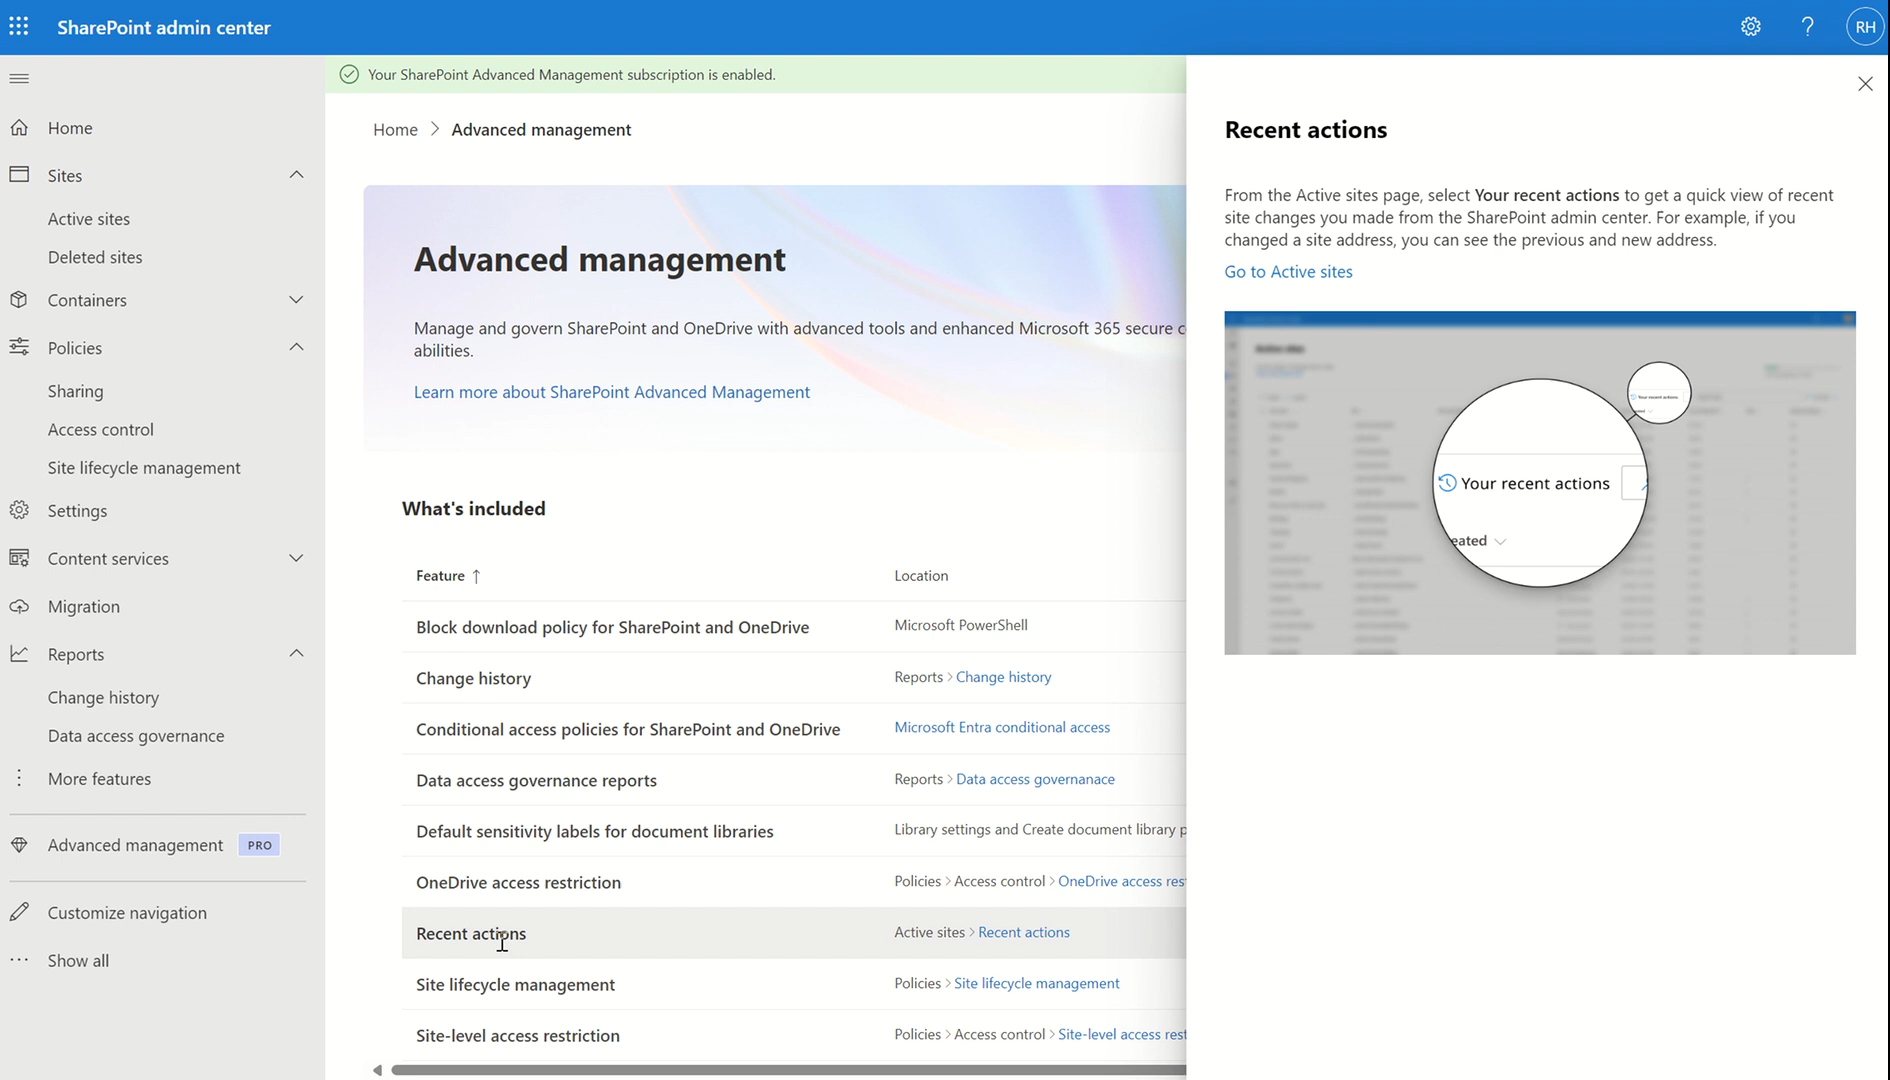 SharePoint admin center
RH
Home
Sites
Active sites
Deleted sites
Containers
Policies
Sharing
Access control
Site lifecycle management
Settings
Content services
Migration
Reports
Change history
Data access governance
More features
Advanced management PRO
Customize navigation
Show all
Your SharePoint Advanced Management subscription is enabled.
Home > Advanced management
Advanced management
Manage and govern SharePoint and OneDrive with advanced tools and enhanced Microsoft 365 secure c
abilities.
Learn more about SharePoint Advanced Management
What's included
Feature ↑ Location
Block download policy for SharePoint and OneDrive Microsoft PowerShell
Change history Reports > Change history
Conditional access policies for SharePoint and OneDrive Microsoft Entra conditional access
Data access governance reports Reports > Data access governanace
Default sensitivity labels for document libraries Library settings and Create document library p
OneDrive access restriction Policies > Access control > OneDrive access res
Recent actions Active sites > Recent actions
Site lifecycle management Policies > Site lifecycle management
Site-level access restriction Policies > Access control > Site-level access rest
Recent actions
From the Active sites page, select Your recent actions to get a quick view of recent
site changes you made from the SharePoint admin center. For example, if you
changed a site address, you can see the previous and new address.
Go to Active sites
Active sites
Your recent actions
Your recent actions
eated